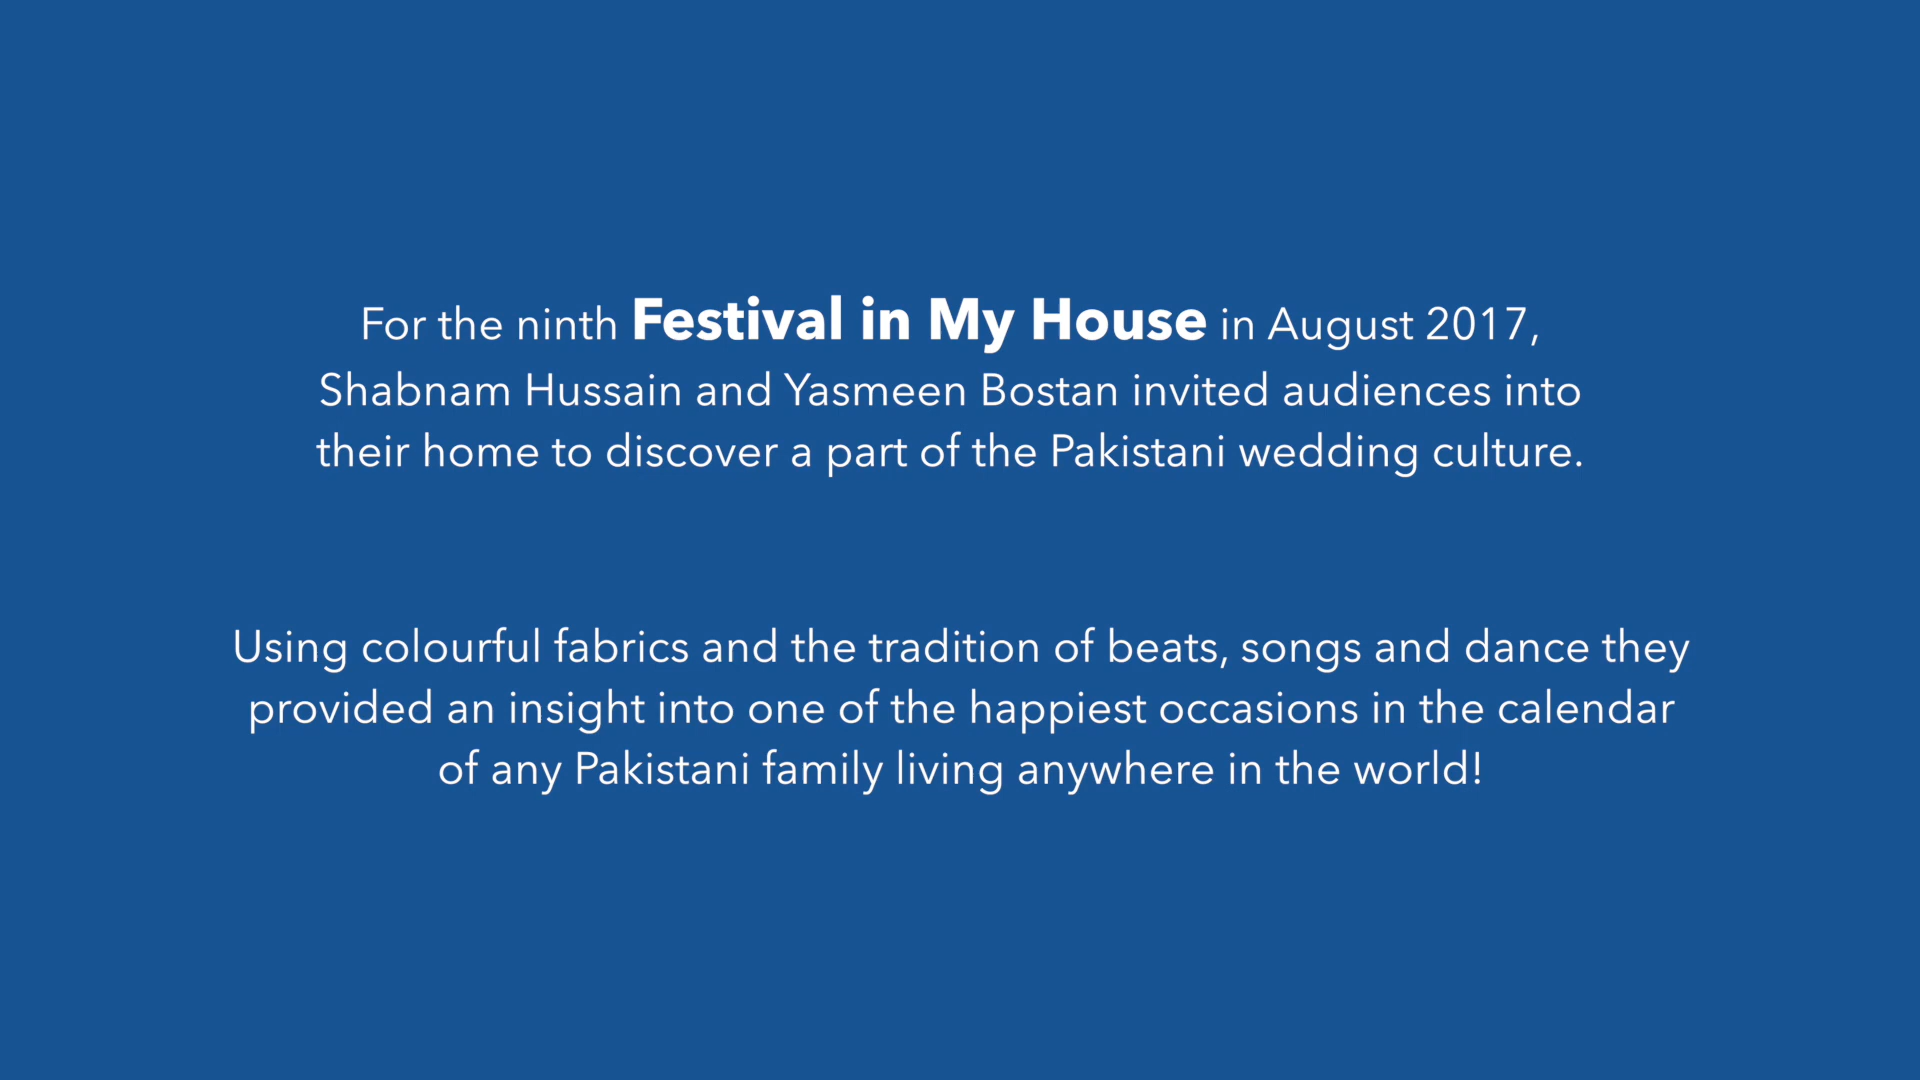 For the ninth Festival in My House in August 2017,
Shabnam Hussain and Yasmeen Bostan invited audiences into
their home to discover a part of the Pakistani wedding culture.
Using colourful fabrics and the tradition of beats, songs and dance they
provided an insight into one of the happiest occasions in the calendar
of any Pakistani family living anywhere in the world!